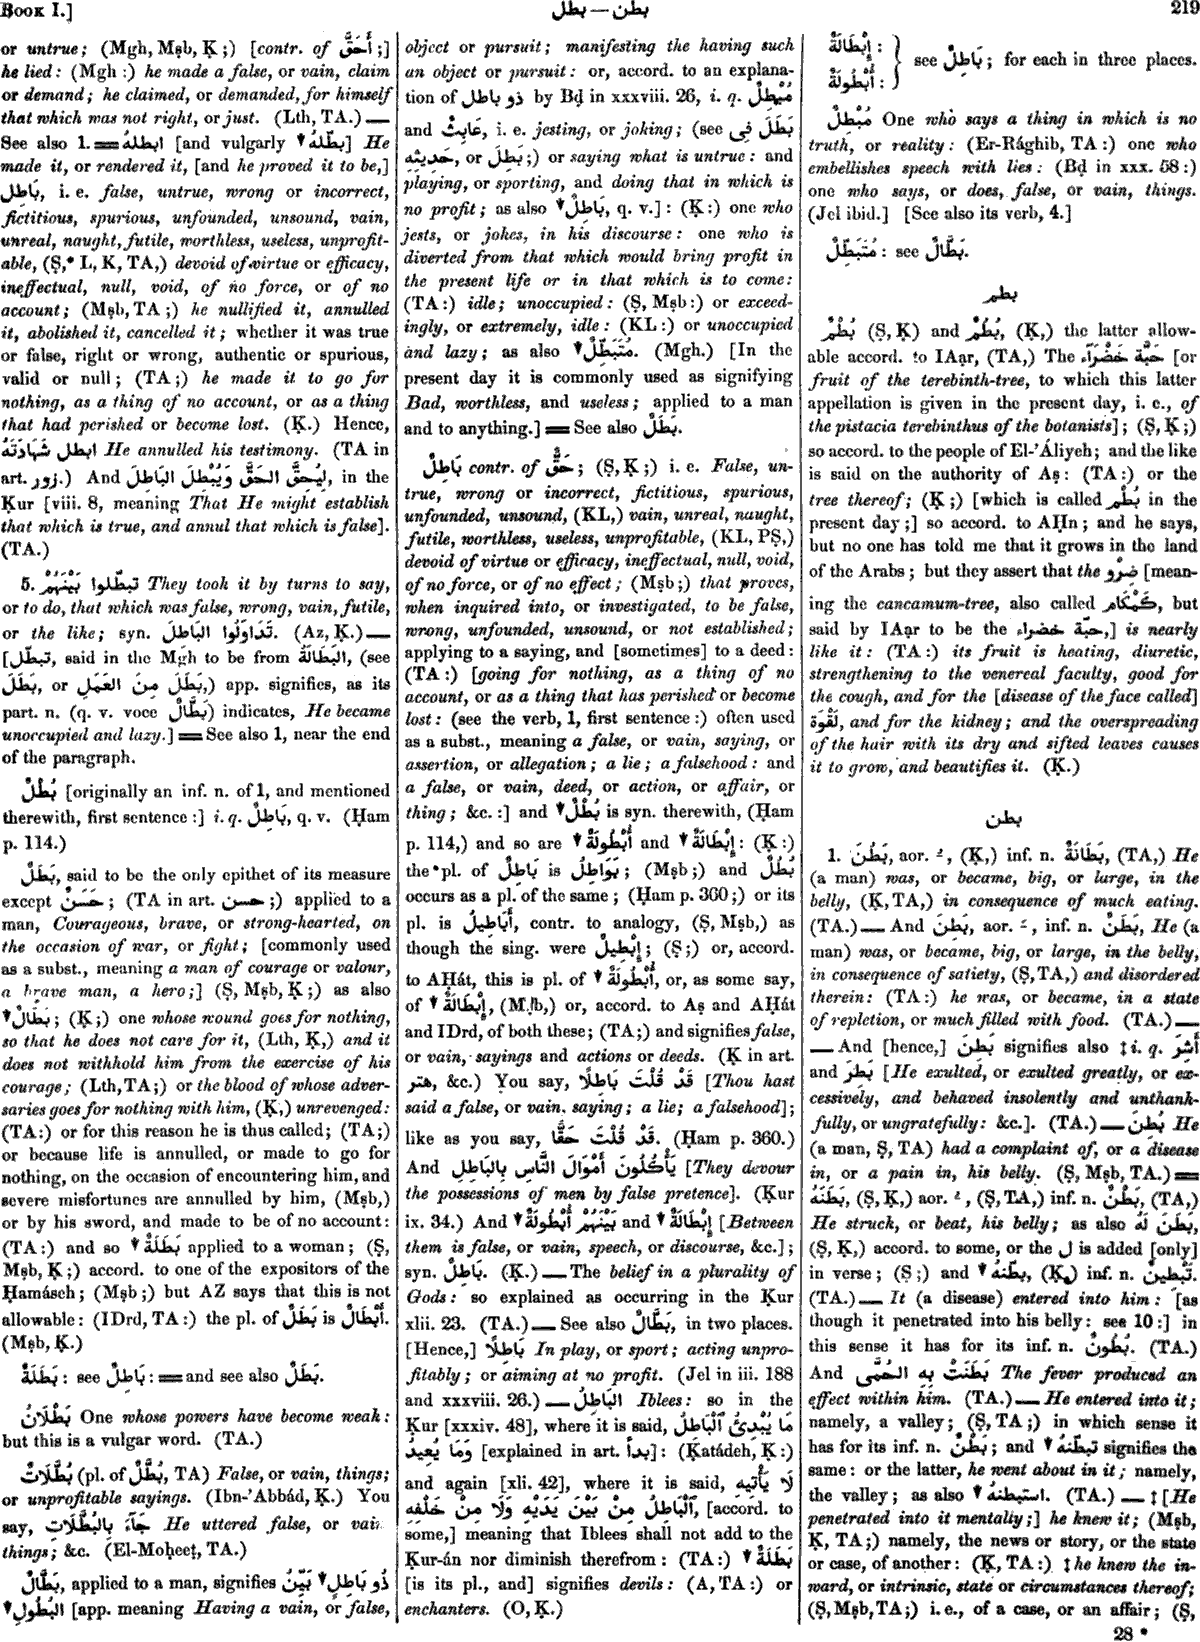 Book I.]
بطل — بطن
219
or untrue; (Mgh, Mṣb, Ḳ;) [contr. of أَحَقَّ;]
he lied: (Mgh:) he made a false, or vain, claim
or demand; he claimed, or demanded, for himself
that which was not right, or just. (Lth, TA.) —
See also 1. = ابطلهُ [and vulgarly ▼ بطّلهُ] He
made it, or rendered it, [and he proved it to be,]
بَاطِل, i. e. false, untrue, wrong or incorrect,
fictitious, spurious, unfounded, unsound, vain,
unreal, naught, futile, worthless, useless, unprofit-
able, (Ṣ,* L, K, TA,) devoid of virtue or efficacy,
ineffectual, null, void, of no force, or of no
account; (Mṣb, TA;) he nullified it, annulled
it, abolished it, cancelled it; whether it was true
or false, right or wrong, authentic or spurious,
valid or null; (TA;) he made it to go for
nothing, as a thing of no account, or as a thing
that had perished or become lost. (Ḳ.) Hence,
ابطل شَهَادَتَهُ He annulled his testimony. (TA in
art. زور.) And لِيُحِقَّ الحَقَّ وَيُبْطِلَ البَاطِلَ, in the
Ḳur [viii. 8, meaning That He might establish
that which is true, and annul that which is false].
(TA.)
5. تبطّلوا بَيْنَهُمْ They took it by turns to say,
or to do, that which was false, wrong, vain, futile,
or the like; syn. تَدَاوَلُوا البَاطِلَ. (Az, Ḳ.) —
[تبطّل, said in the Mgh to be from البَطَالَةُ, (see
بَطَلَ, or بَطَلَ مِنَ العَمَلِ,) app. signifies, as its
part. n. (q. v. voce بَطَّالٌ) indicates, He became
unoccupied and lazy.] = See also 1, near the end
of the paragraph.
بُطْلٌ [originally an inf. n. of 1, and mentioned
therewith, first sentence:] i. q. بَاطِلٌ, q. v. (Ḥam
p. 114.)
بَطَلٌ, said to be the only epithet of its measure
except حَسَنٌ; (TA in art. حسن;) applied to a
man, Courageous, brave, or strong-hearted, on
the occasion of war, or fight; [commonly used
as a subst., meaning a man of courage or valour,
a brave man, a hero;] (Ṣ, Mṣb, Ḳ;) as also
▼ بَطَّالٌ; (Ḳ;) one whose wound goes for nothing,
so that he does not care for it, (Lth, Ḳ,) and it
does not withhold him from the exercise of his
courage; (Lth, TA;) or the blood of whose adver-
saries goes for nothing with him, (Ḳ,) unrevenged:
(TA:) or for this reason he is thus called; (TA;)
or because life is annulled, or made to go for
nothing, on the occasion of encountering him, and
severe misfortunes are annulled by him, (Mṣb,)
or by his sword, and made to be of no account:
(TA:) and so ▼ بَطَلَةٌ applied to a woman; (Ṣ,
Mṣb, Ḳ;) accord. to one of the expositors of the
Ḥamáseh; (Mṣb;) but AZ says that this is not
allowable: (IDrd, TA:) the pl. of بَطَلٌ is أَبْطَالٌ.
(Mṣb, Ḳ.)
بَطَلَةٌ: see بَاطِلٌ: = and see also بَطَلٌ.
بَطْلَانُ One whose powers have become weak:
but this is a vulgar word. (TA.)
بُطَّلَاتٌ (pl. of بُطَّلٌ, TA) False, or vain, things;
or unprofitable sayings. (Ibn-'Abbád, Ḳ.) You
say, جَآءَ بِالبُطَّلَاتِ He uttered false, or vain
things; &c. (El-Moḥeeṭ, TA.)
بَطَّالٌ, applied to a man, signifies ذُو بَاطِلٍ ▼ بَيِّنُ
▼ البُطُولِ [app. meaning Having a vain, or false,
object or pursuit; manifesting the having such
an object or pursuit: or, accord. to an explana-
tion of ذو باطل by Bḍ in xxxviii. 26, i. q. مُبْطِلٌ
and عَابِثٌ, i. e. jesting, or joking; (see بَطَلَ فِى
حَدِيثِهِ, or بَطِلَ;) or saying what is untrue: and
playing, or sporting, and doing that in which is
no profit; as also ▼ بَاطِلٌ, q. v.]: (Ḳ:) one who
jests, or jokes, in his discourse: one who is
diverted from that which would bring profit in
the present life or in that which is to come:
(TA:) idle; unoccupied: (Ṣ, Mṣb:) or exceed-
ingly, or extremely, idle: (KL:) or unoccupied
and lazy; as also ▼ مُتَبَطِّلٌ. (Mgh.) [In the
present day it is commonly used as signifying
Bad, worthless, and useless; applied to a man
and to anything.] = See also بَطَلٌ.
بَاطِلٌ contr. of حَقٌّ; (Ṣ, Ḳ;) i. e. False, un-
true, wrong or incorrect, fictitious, spurious,
unfounded, unsound, (KL,) vain, unreal, naught,
futile, worthless, useless, unprofitable, (KL, PṢ,)
devoid of virtue or efficacy, ineffectual, null, void,
of no force, or of no effect; (Mṣb;) that proves,
when inquired into, or investigated, to be false,
wrong, unfounded, unsound, or not established;
applying to a saying, and [sometimes] to a deed:
(TA:) [going for nothing, as a thing of no
account, or as a thing that has perished or become
lost: (see the verb, 1, first sentence:) often used
as a subst., meaning a false, or vain, saying, or
assertion, or allegation; a lie; a falsehood: and
a false, or vain, deed, or action, or affair, or
thing; &c.:] and ▼ بُطْلٌ is syn. therewith, (Ḥam
p. 114,) and so are ▼ أُبْطُولَةٌ and ▼ إِبْطَالَةٌ: (Ḳ:)
the pl. of بَاطِلٌ is بَوَاطِلُ; (Mṣb;) and بُطْلٌ
occurs as a pl. of the same; (Ḥam p. 360;) or its
pl. is أَبَاطِيلُ, contr. to analogy, (Ṣ, Mṣb,) as
though the sing. were إِبْطِيلٌ; (Ṣ;) or, accord.
to AḤát, this is pl. of ▼ أُبْطُولَةٌ, or, as some say,
of ▼ إِبْطَالَةٌ, (Mṣb,) or, accord. to Aṣ and AḤát
and IDrd, of both these; (TA;) and signifies false,
or vain, sayings and actions or deeds. (Ḳ in art.
هتر, &c.) You say, قَدْ قُلْتَ بَاطِلًا [Thou hast
said a false, or vain, saying; a lie; a falsehood];
like as you say, قَدْ قُلْتَ حَقًّا. (Ḥam p. 360.)
And يَأْكُلُونَ أَمْوَالَ النَّاسِ بِالبَاطِلِ [They devour
the possessions of men by false pretence]. (Ḳur
ix. 34.) And ▼ بَيْنَهُمْ أُبْطُولَةٌ and ▼ إِبْطَالَةٌ [Between
them is false, or vain, speech, or discourse, &c.];
syn. بَاطِلٌ. (Ḳ.) — The belief in a plurality of
Gods: so explained as occurring in the Ḳur
xlii. 23. (TA.) — See also بَطَّالٌ, in two places.
[Hence,] بَاطِلًا In play, or sport; acting unpro-
fitably; or aiming at no profit. (Jel in iii. 188
and xxxviii. 26.) — البَاطِلُ Iblees: so in the
Ḳur [xxxiv. 48], where it is said, مَا يُبْدِئُ ٱلْبَاطِلُ
وَمَا يُعِيدُ [explained in art. بدأ]: (Ḳatádeh, Ḳ:)
and again [xli. 42], where it is said, لَا يَأْتِيهِ
ٱلْبَاطِلُ مِنْ بَيْنِ يَدَيْهِ وَلَا مِنْ خَلْفِهِ, [accord. to
some,] meaning that Iblees shall not add to the
Ḳur-án nor diminish therefrom: (TA:) ▼ بَطَلَةٌ
[is its pl., and] signifies devils: (A, TA:) or
enchanters. (O, Ḳ.)
إِبْطَالَةٌ:
أُبْطُولَةٌ:
see بَاطِلٌ; for each in three places.
مُبْطِلٌ One who says a thing in which is no
truth, or reality: (Er-Rághib, TA:) one who
embellishes speech with lies: (Bḍ in xxx. 58:)
one who says, or does, false, or vain, things.
(Jel ibid.) [See also its verb, 4.]
مُتَبَطِّلٌ: see بَطَّالٌ.
بطم
بُطْمٌ (Ṣ, Ḳ) and بُطُمٌ, (Ḳ,) the latter allow-
able accord. to IAạr, (TA,) The حَبَّة خَضْرَآء [or
fruit of the terebinth-tree, to which this latter
appellation is given in the present day, i. e., of
the pistacia terebinthus of the botanists]; (Ṣ, Ḳ;)
so accord. to the people of El-'Áliyeh; and the like
is said on the authority of Aṣ: (TA:) or the
tree thereof; (Ḳ;) [which is called بُطْم in the
present day;] so accord. to AḤn; and he says,
but no one has told me that it grows in the land
of the Arabs; but they assert that the ضِرْو [mean-
ing the cancamum-tree, also called كَمْكَام, but
said by IAạr to be the حَبَّة خضراء,] is nearly
like it: (TA:) its fruit is heating, diuretic,
strengthening to the venereal faculty, good for
the cough, and for the [disease of the face called]
لَقْوَة, and for the kidney; and the overspreading
of the hair with its dry and sifted leaves causes
it to grow, and beautifies it. (Ḳ.)
بطن
1. بَطُنَ, aor. ـُ, (Ḳ,) inf. n. بَطَانَةٌ, (TA,) He
(a man) was, or became, big, or large, in the
belly, (Ḳ, TA,) in consequence of much eating.
(TA.) — And بَطِنَ, aor. ـَ, inf. n. بَطَنٌ, He (a
man) was, or became, big, or large, in the belly,
in consequence of satiety, (Ṣ, TA,) and disordered
therein: (TA:) he was, or became, in a state
of repletion, or much filled with food. (TA.) —
— And [hence,] بَطِنَ signifies also ‡ i. q. أَشِرَ
and بَطِرَ [He exulted, or exulted greatly, or ex-
cessively, and behaved insolently and unthank-
fully, or ungratefully: &c.]. (TA.) — بُطِنَ He
(a man, Ṣ, TA) had a complaint of, or a disease
in, or a pain in, his belly. (Ṣ, Mṣb, TA.) =
بَطَنَهُ, (Ṣ, Ḳ,) aor. ـُ, (Ṣ, TA,) inf. n. بَطْنٌ, (TA,)
He struck, or beat, his belly; as also بَطَنَ لَهُ,
(Ṣ, Ḳ,) accord. to some, or the ل is added [only]
in verse; (Ṣ;) and ▼ بطّنهُ, (Ḳ,) inf. n. تَبْطِينٌ.
(TA.) — It (a disease) entered into him: [as
though it penetrated into his belly: see 10:] in
this sense it has for its inf. n. بُطُونٌ. (TA.)
And بَطَنَتْ بِهِ الحُمَّى The fever produced an
effect within him. (TA.) — He entered into it;
namely, a valley; (Ṣ, TA;) in which sense it
has for its inf. n. بَطْنٌ; and ▼ تبطّنهُ signifies the
same: or the latter, he went about in it; namely,
the valley; as also ▼ استبطنهُ. (TA.) — ‡ [He
penetrated into it mentally;] he knew it; (Mṣb,
Ḳ, TA;) namely, the news or story, or the state
or case, of another: (Ḳ, TA:) ‡ he knew the in-
ward, or intrinsic, state or circumstances thereof;
(Ṣ, Mṣb, TA;) i. e., of a case, or an affair; (Ṣ,
28 *